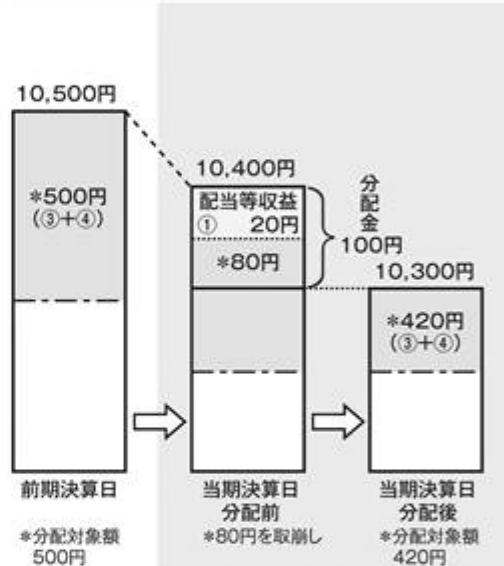 10,500円
*500円
(③+④)
前期決算日
*分配対象額
500円
10,400円
配当等収益
① 20円
*80円
分配金
100円
当期決算日
分配前
*80円を取崩し
10,300円
*420円
(③+④)
当期決算日
分配後
*分配対象額
420円